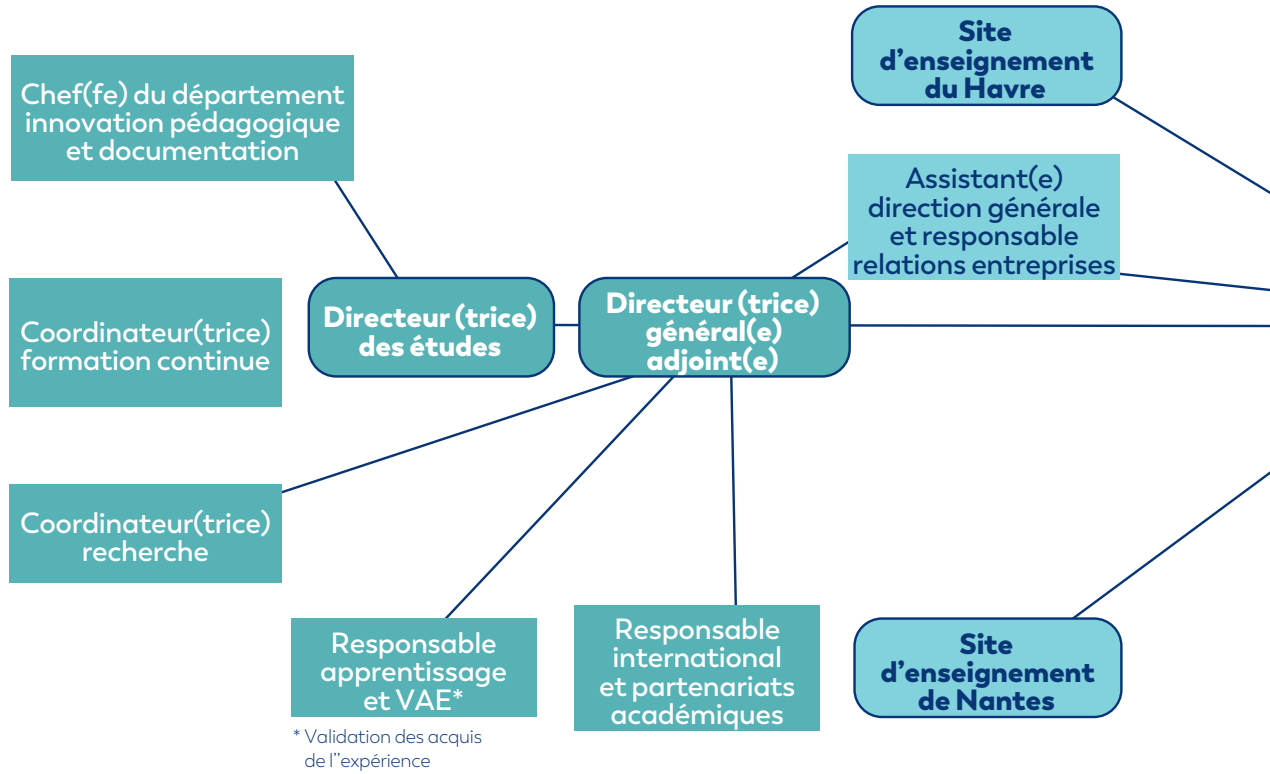 Site
d'enseignement
du Havre
Chef(fe) du département
innovation pédagogique
et documentation
Assistant(e)
direction générale
et responsable
relations entreprises
Coordinateur(trice)
formation continue
Directeur (trice)
des études
Directeur (trice)
général(e)
adjoint(e)
Coordinateur(trice)
recherche
Responsable
apprentissage
et VAE*
* Validation des acquis
de l’’expérience
Responsable
international
et partenariats
académiques
Site
d'enseignement
de Nantes